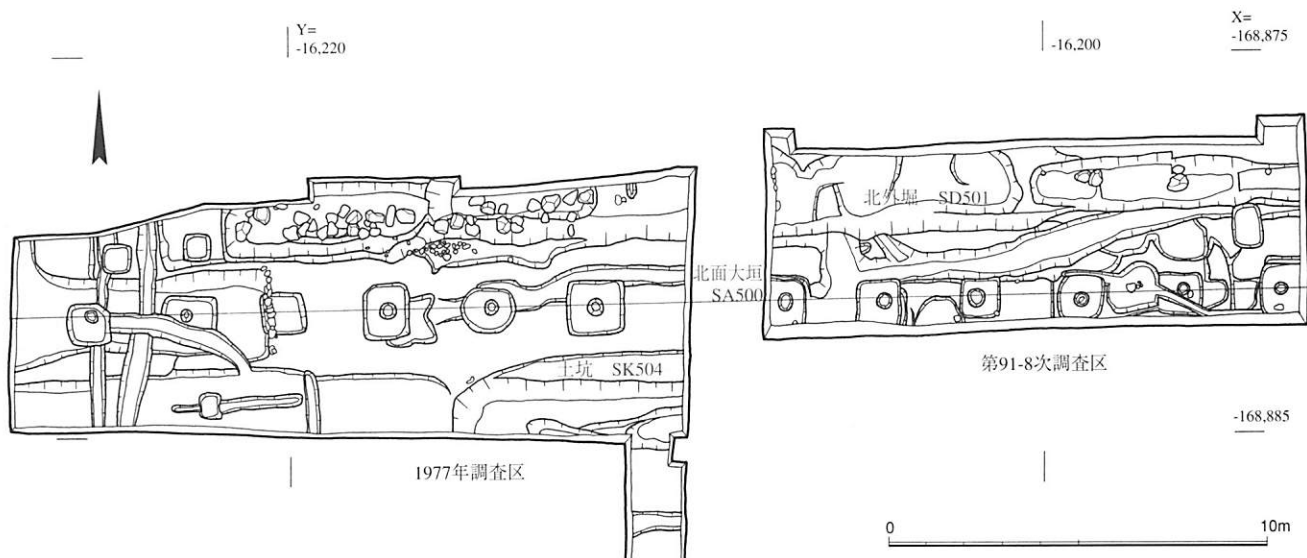 Y=
-16,220
-16,200
X=
-168,875
北外堀 SD501
北面大垣
SA500
土坑 SK504
第91-8次調査区
-168,885
1977年調査区
0
10m